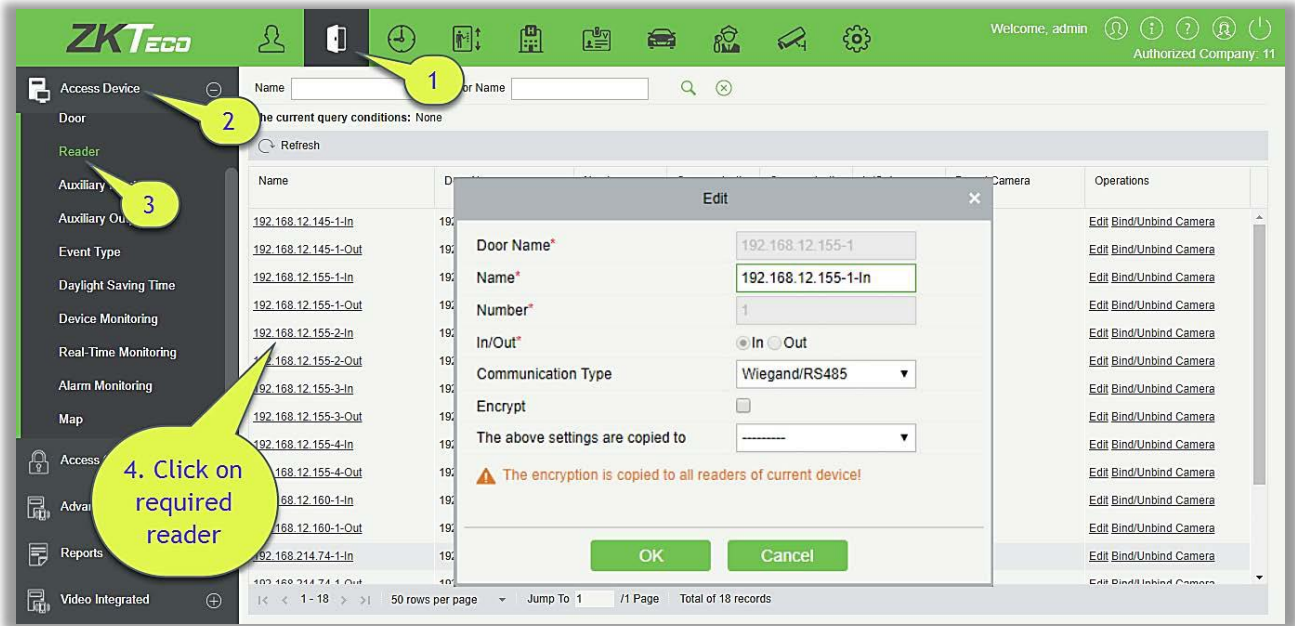 ZKTECO
Welcome, admin
Authorized Company: 11
1
Access Device
2
Door
Reader
3
Auxiliary
Auxiliary
Event Type
Daylight Saving Time
Device Monitoring
Real-Time Monitoring
Alarm Monitoring
Map
Access
Reports
Video Integrated
4. Click on
required
reader
Name
Name
The current query conditions: None
Refresh
Name Camera Operations
192.168.12.145-1-In Edit Bind/Unbind Camera
192.168.12.145-1-Out Edit Bind/Unbind Camera
192.168.12.155-1-In Edit Bind/Unbind Camera
192.168.12.155-1-Out Edit Bind/Unbind Camera
192.168.12.155-2-In Edit Bind/Unbind Camera
.168.12.155-2-Out Edit Bind/Unbind Camera
192.168.12.155-3-In Edit Bind/Unbind Camera
192.168.12.155-3-Out Edit Bind/Unbind Camera
192.168.12.155-4-In Edit Bind/Unbind Camera
.168.12.155-4-Out Edit Bind/Unbind Camera
68.12.160-1-In Edit Bind/Unbind Camera
168.12.160-1-Out Edit Bind/Unbind Camera
192.168.214.74-1-In Edit Bind/Unbind Camera
192.168.214.74-1-Out Edit Bind/Unbind Camera
Edit
Door Name* 192.168.12.155-1
Name* 192.168.12.155-1-In
Number* 1
In/Out* In Out
Communication Type Wiegand/RS485
Encrypt
The above settings are copied to ---------
The encryption is copied to all readers of current device!
OK Cancel
1 - 18 50 rows per page Jump To 1 /1 Page Total of 18 records